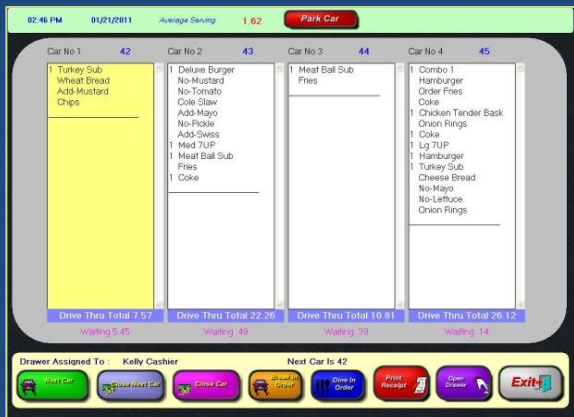 02:46 PM 01/21/2011 Average Serving 1.62 Park Car
Car No 1 42
1 Turkey Sub
Wheat Bread
Add-Mustard
Chips
Drive Thru Total 7.57
Waiting 5.45
Car No 2 43
1 Deluxe Burger
No-Mustard
No-Tomato
Cole Slaw
Add-Mayo
No-Pickle
Add-Swiss
1 Med 7UP
1 Meat Ball Sub
Fries
1 Coke
Drive Thru Total 22.26
Waiting .49
Car No 3 44
1 Meat Ball Sub
Fries
Drive Thru Total 10.81
Waiting .39
Car No 4 45
1 Combo 1
Hamburger
Order Fries
Coke
1 Chicken Tender Bask
Onion Rings
1 Coke
1 Lg 7UP
1 Hamburger
1 Turkey Sub
Cheese Bread
No-Mayo
No-Lettuce
Onion Rings
Drive Thru Total 26.12
Waiting .14
Drawer Assigned To : Kelly Cashier Next Car Is 42
Next Car
Close Next Car
Close Car
Break In
Order
Dine In
Order
Print
Receipt
Open
Drawer
Exit